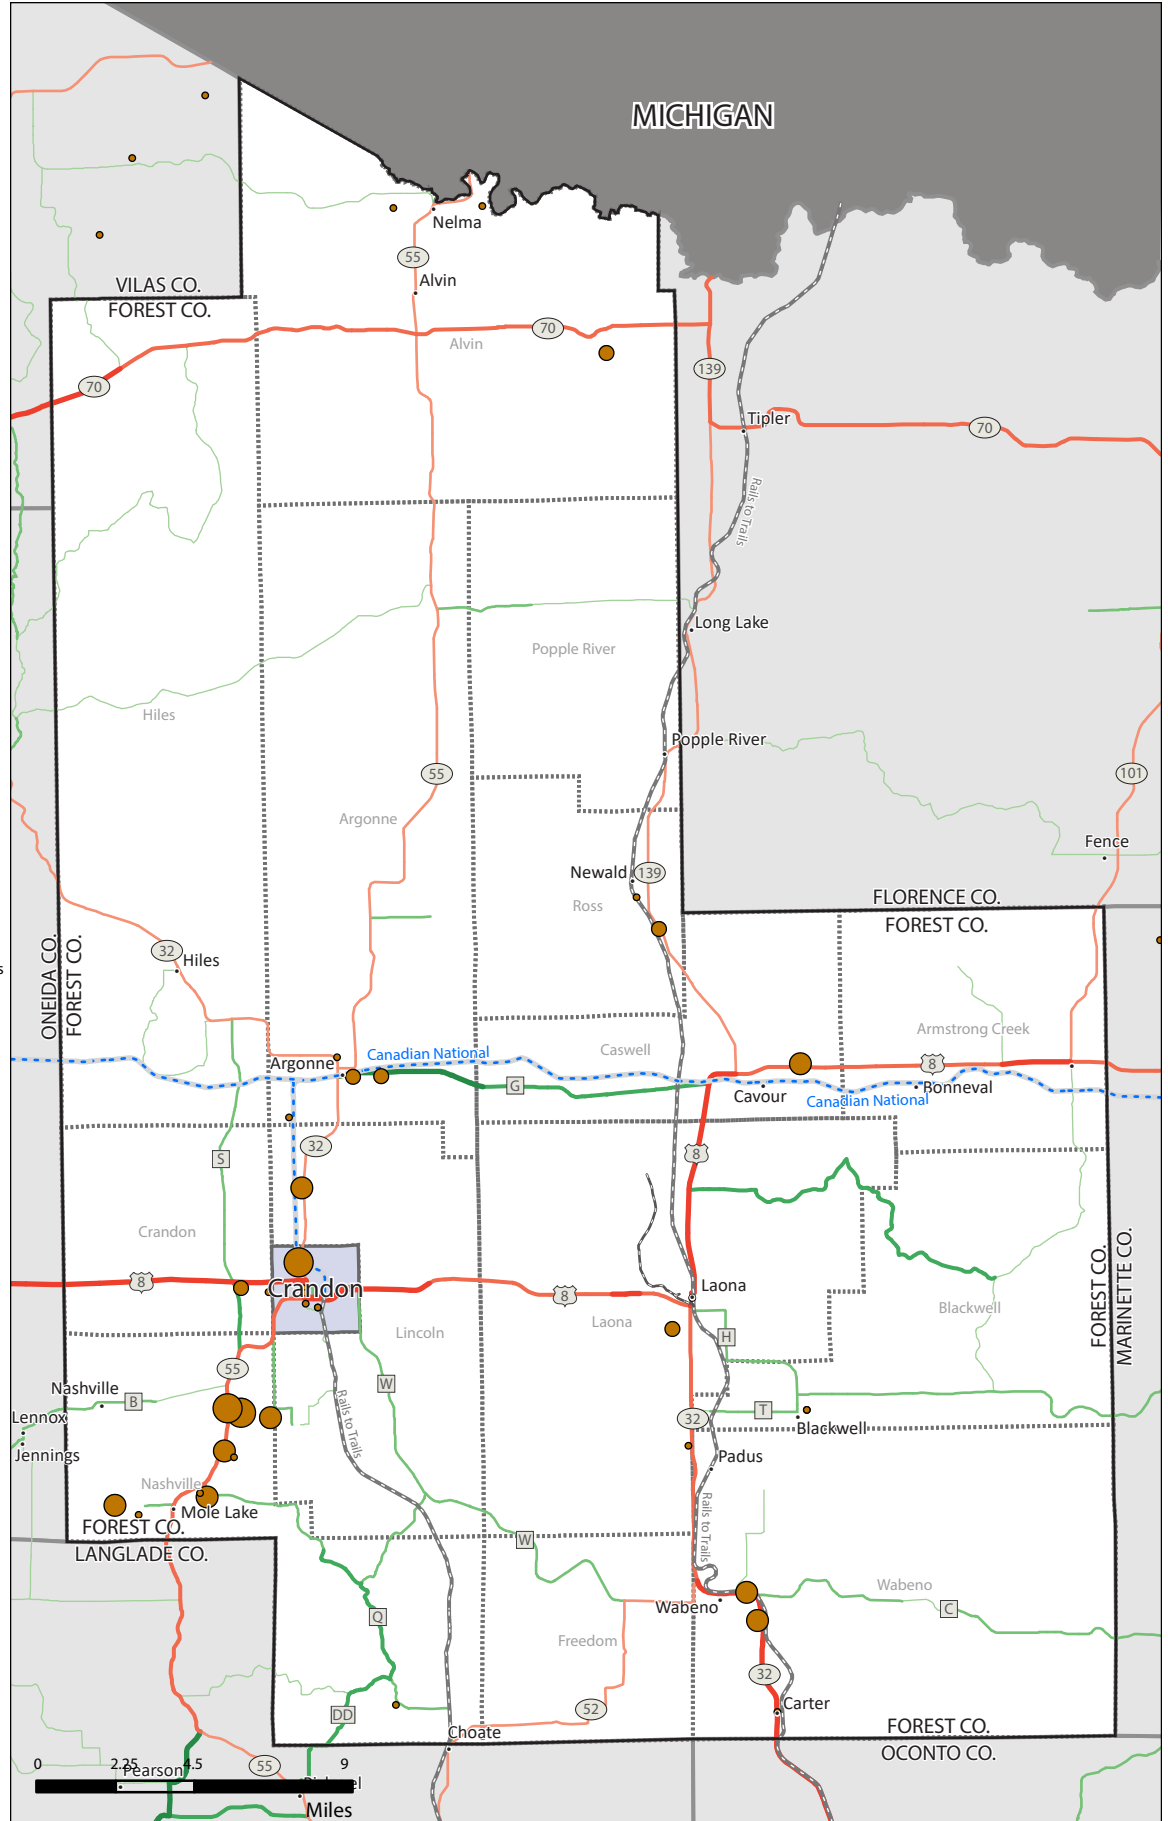 MICHIGAN
Nelma
55
Alvin
VILAS CO.
FOREST CO.
70
Alvin
139
70
Tipler
70
Rails to Trails
Long Lake
Popple River
Hiles
Popple River
55
101
Argonne
Fence
Newald
139
Ross
FLORENCE CO.
FOREST CO.
ONEIDA CO.
FOREST CO.
32
Hiles
s
Armstrong Creek
Canadian National
Caswell
Argonne
8
G
Cavour
Bonneval
Canadian National
32
8
S
Crandon
FOREST CO.
MARINETTE CO.
8
Crandon
8
Laona
Lincoln
Laona
Blackwell
H
55
Nashville
B
W
Rails to Trails
Lennox
32
T
Blackwell
Jennings
Padus
Nashville
Mole Lake
Rails to Trails
FOREST CO.
LANGLADE CO.
W
Wabeno
Wabeno
C
Q
Freedom
32
52
Carter
DD
Choate
FOREST CO.
OCONTO CO.
0
2.25
4.5
9
Pearson
55
Miles